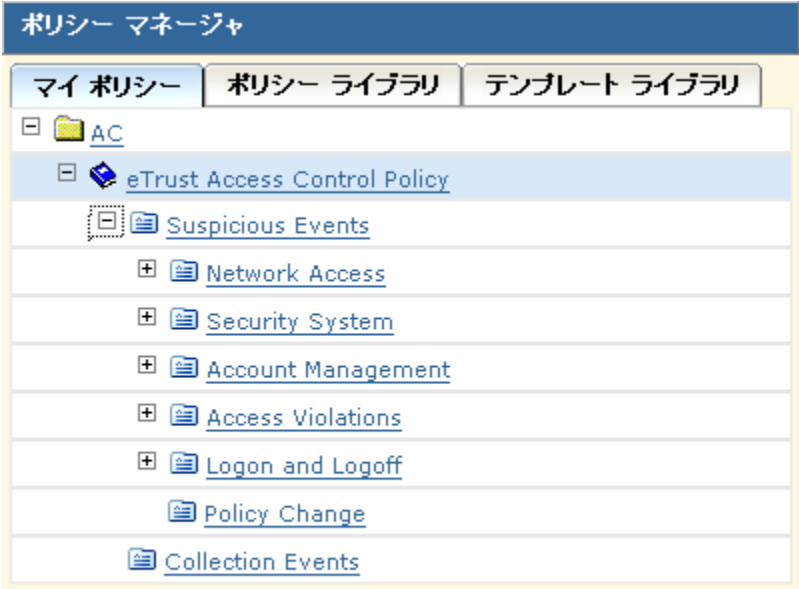 ポリシー マネージャ
マイ ポリシー ポリシー ライブラリ テンプレート ライブラリ
AC
eTrust Access Control Policy
Suspicious Events
Network Access
Security System
Account Management
Access Violations
Logon and Logoff
Policy Change
Collection Events